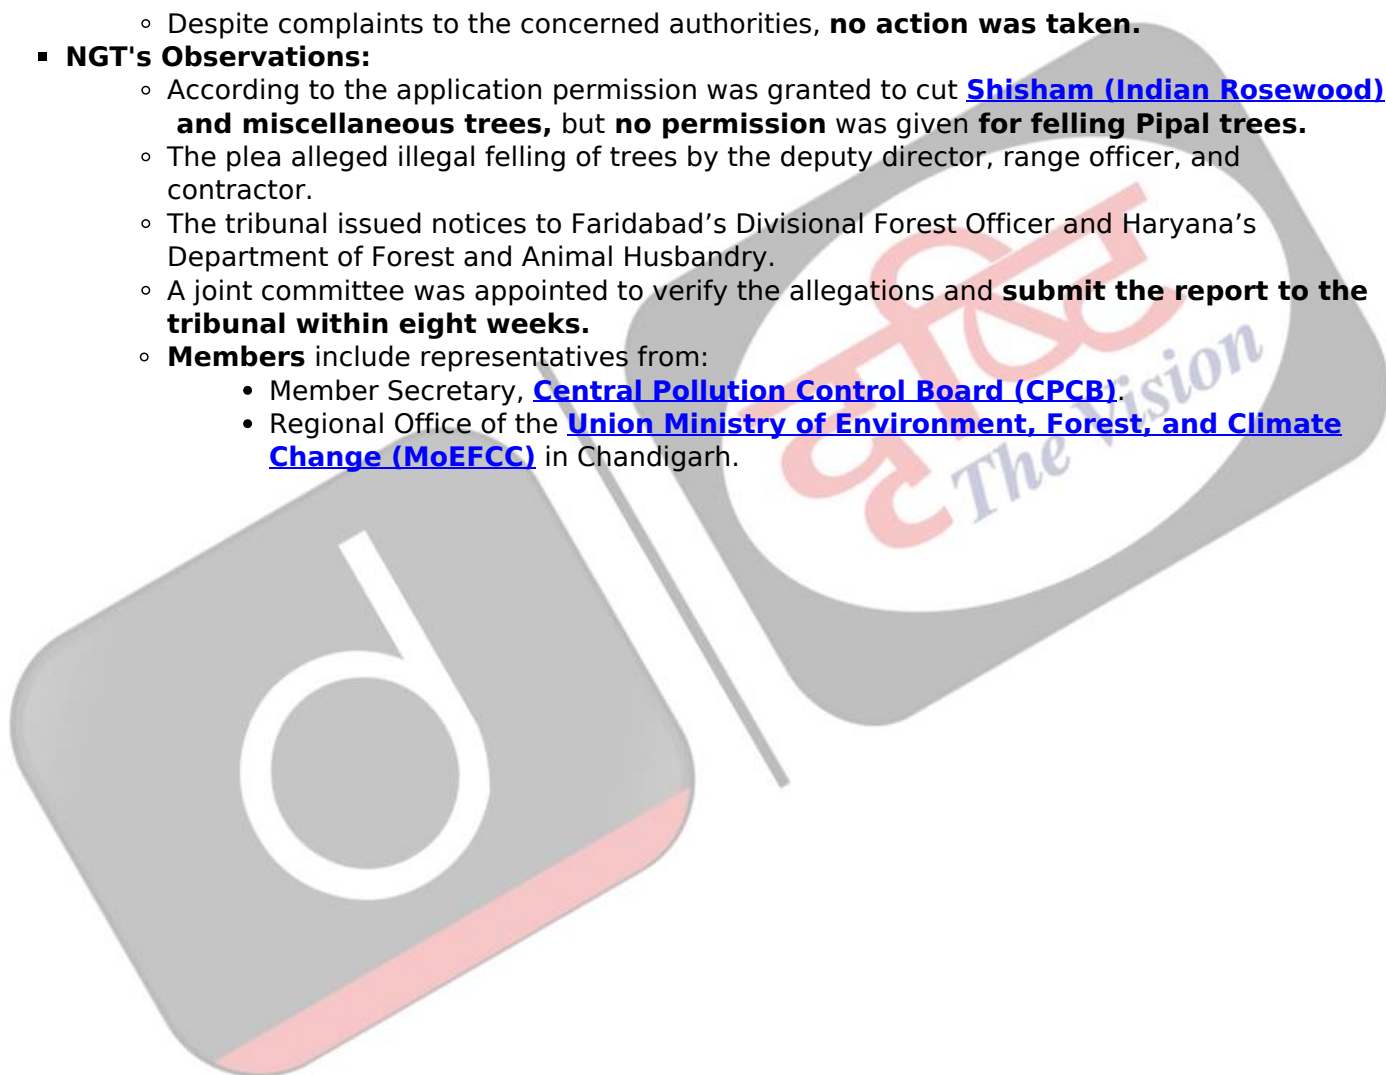 ◦ Despite complaints to the concerned authorities, no action was taken.
▪ NGT's Observations:
◦ According to the application permission was granted to cut Shisham (Indian Rosewood)
and miscellaneous trees, but no permission was given for felling Pipal trees.
◦ The plea alleged illegal felling of trees by the deputy director, range officer, and
contractor.
◦ The tribunal issued notices to Faridabad’s Divisional Forest Officer and Haryana’s
Department of Forest and Animal Husbandry.
◦ A joint committee was appointed to verify the allegations and submit the report to the
tribunal within eight weeks.
◦ Members include representatives from:
• Member Secretary, Central Pollution Control Board (CPCB).
• Regional Office of the Union Ministry of Environment, Forest, and Climate
Change (MoEFCC) in Chandigarh.
दृष्टि
The Vision
d